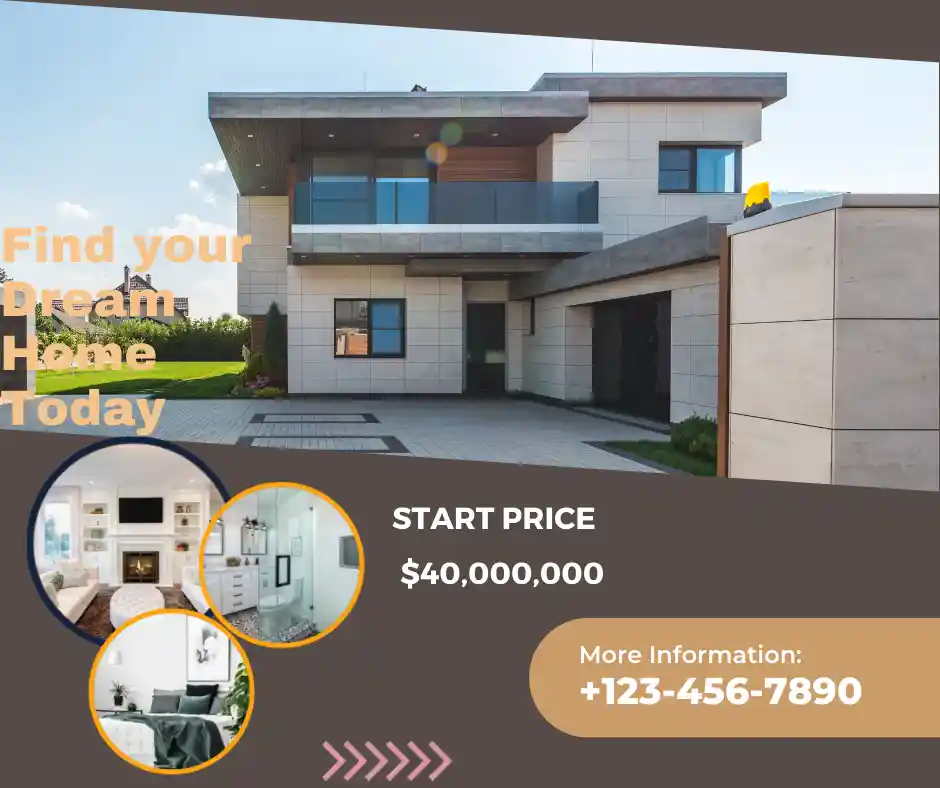 Find your
Dream
Home
Today
START PRICE
$40,000,000
More Information:
+123-456-7890